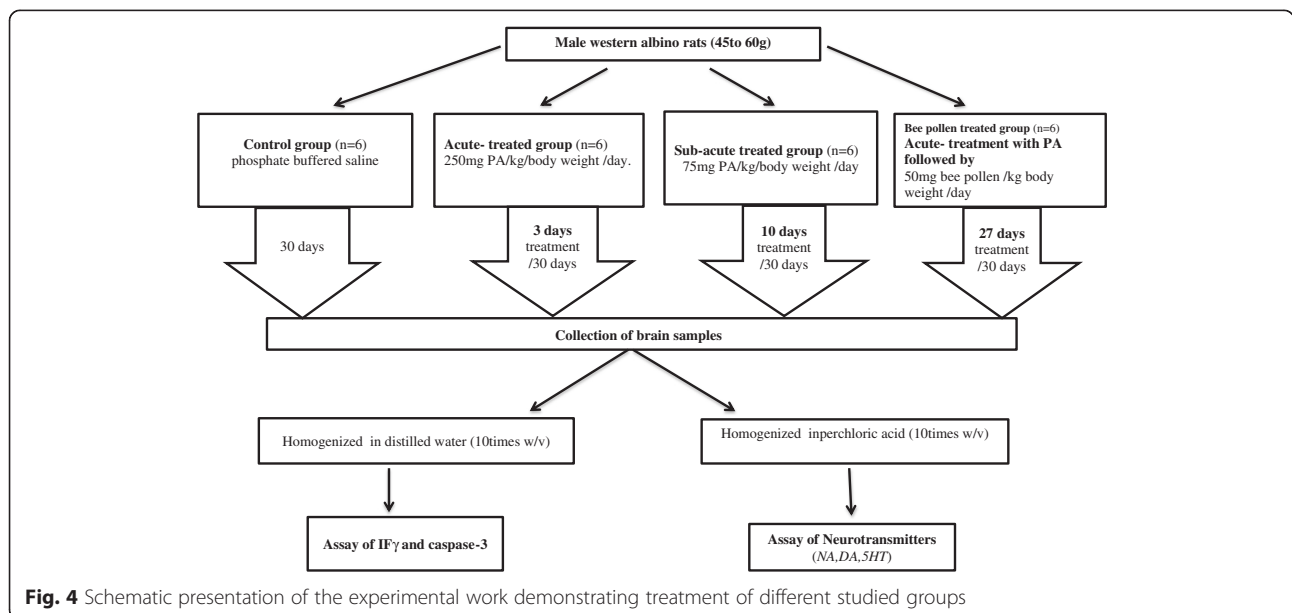 Male western albino rats (45to 60g)
Control group (n=6)
phosphate buffered saline
Acute- treated group (n=6)
250mg PA/kg/body weight /day.
Sub-acute treated group (n=6)
75mg PA/kg/body weight /day
Bee pollen treated group (n=6)
Acute- treatment with PA
followed by
50mg bee pollen /kg body
weight /day
30 days
3 days
treatment
/30 days
10 days
treatment
/30 days
27 days
treatment
/30 days
Collection of brain samples
Homogenized in distilled water (10times w/v)
Homogenized inperchloric acid (10times w/v)
Assay of IFγ and caspase-3
Assay of Neurotransmitters
(NA,DA,5HT)
Fig. 4 Schematic presentation of the experimental work demonstrating treatment of different studied groups